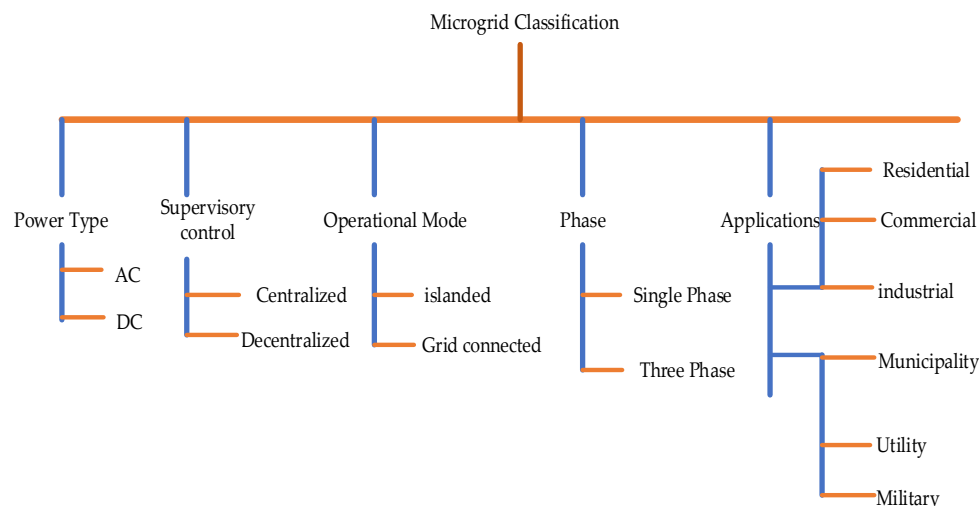 Microgrid Classification
Power Type
AC
DC
Supervisory
control
Centralized
Decentralized
Operational Mode
islanded
Grid connected
Phase
Single Phase
Three Phase
Applications
Residential
Commercial
industrial
Municipality
Utility
Military